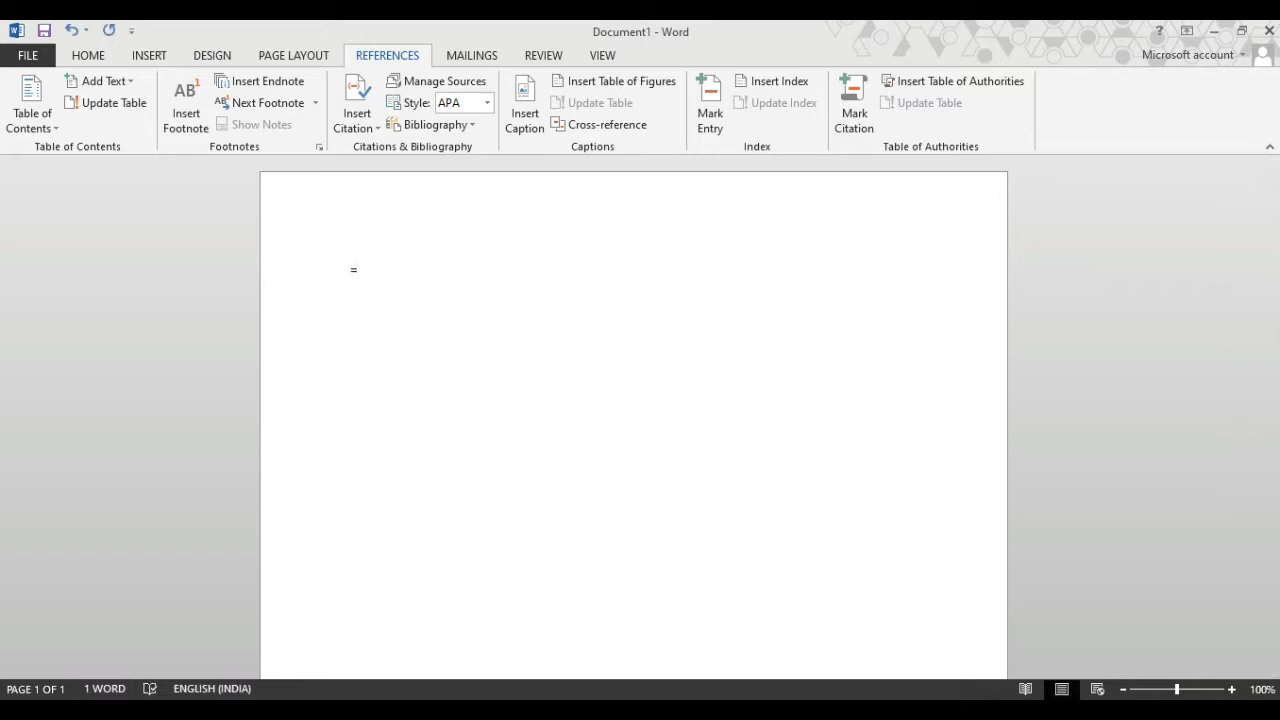 Document1 - Word
FILE HOME INSERT DESIGN PAGE LAYOUT REFERENCES MAILINGS REVIEW VIEW Microsoft account
Table of Contents
Add Text
Update Table
Table of Contents
AB1
Insert Footnote
Insert Endnote
Next Footnote
Show Notes
Footnotes
Insert Citation
Manage Sources
Style: APA
Bibliography
Citations & Bibliography
Insert Caption
Insert Table of Figures
Update Table
Cross-reference
Captions
Mark Entry
Insert Index
Update Index
Index
Mark Citation
Insert Table of Authorities
Update Table
Table of Authorities
=
PAGE 1 OF 1 1 WORD ENGLISH (INDIA) 100%